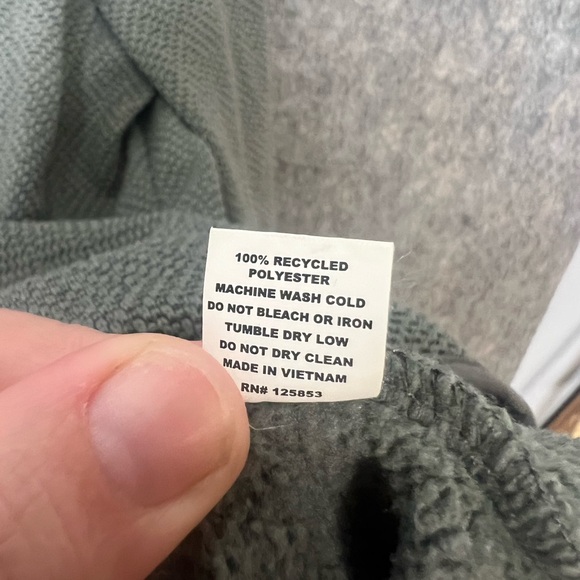 100% RECYCLED
POLYESTER
MACHINE WASH COLD
DO NOT BLEACH OR IRON
TUMBLE DRY LOW
DO NOT DRY CLEAN
MADE IN VIETNAM
RN# 125853